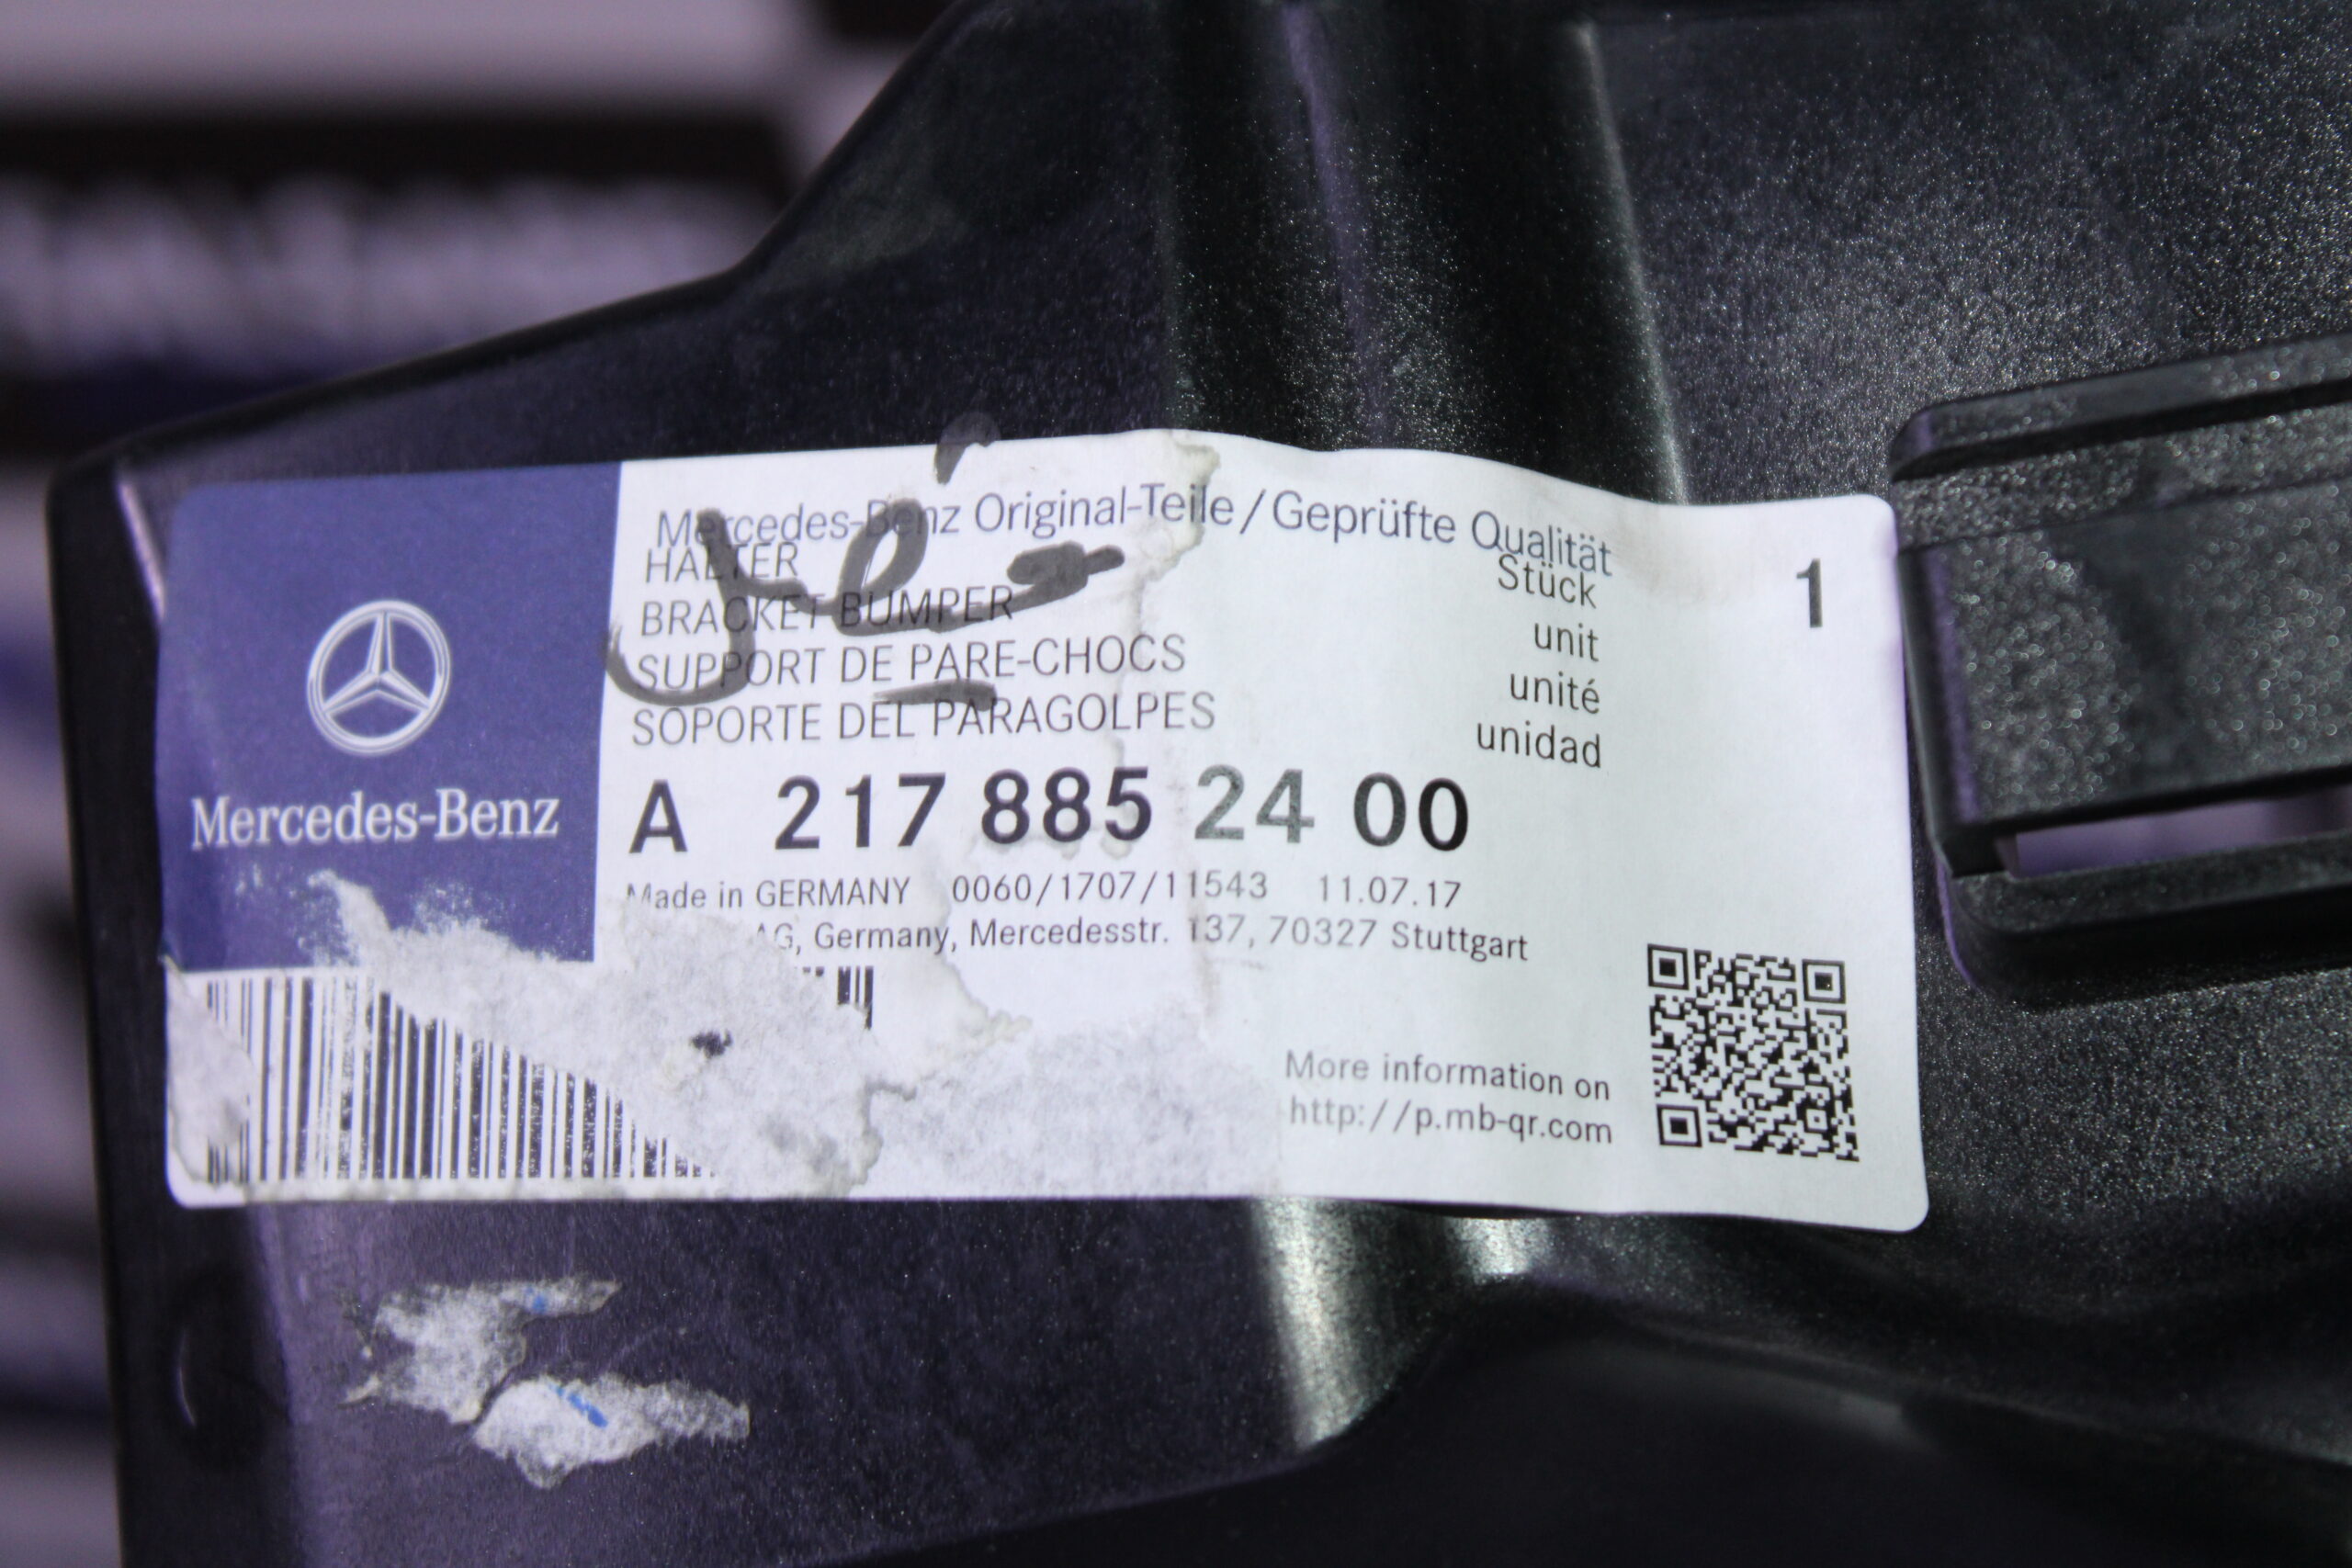 Mercedes-Benz
Mercedes-Benz Original-Teile/Geprüfte Qualität
HALTER
BRACKET BUMPER
SUPPORT DE PARE-CHOCS
SOPORTE DEL PARAGOLPES
Stück
unit
unité
unidad
1
A 217 885 24 00
Made in GERMANY 0060/1707/11543 11.07.17
AG, Germany, Mercedesstr. 137, 70327 Stuttgart
More information on
http://p.mb-qr.com